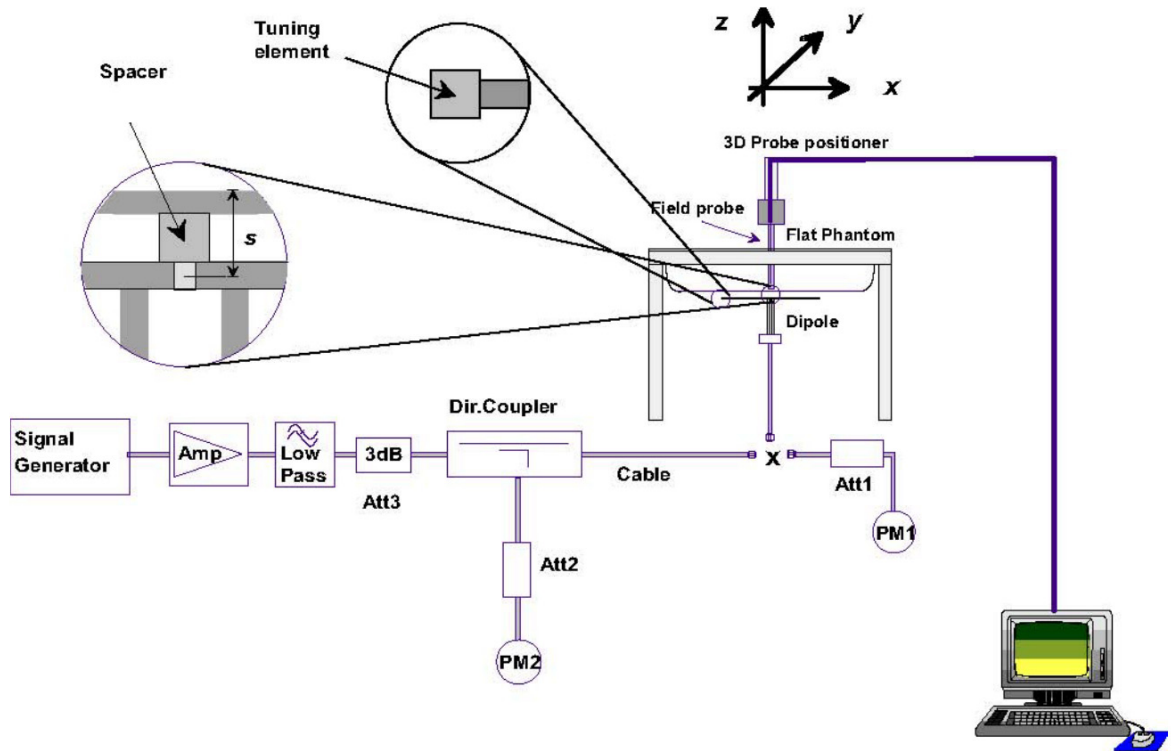 Tuning
element
Spacer
s
z
y
x
3D Probe positioner
Field probe
Flat Phantom
Dipole
Dir.Coupler
Signal
Generator
Amp
Low
Pass
3dB
Att3
Cable
x
Att1
PM1
Att2
PM2